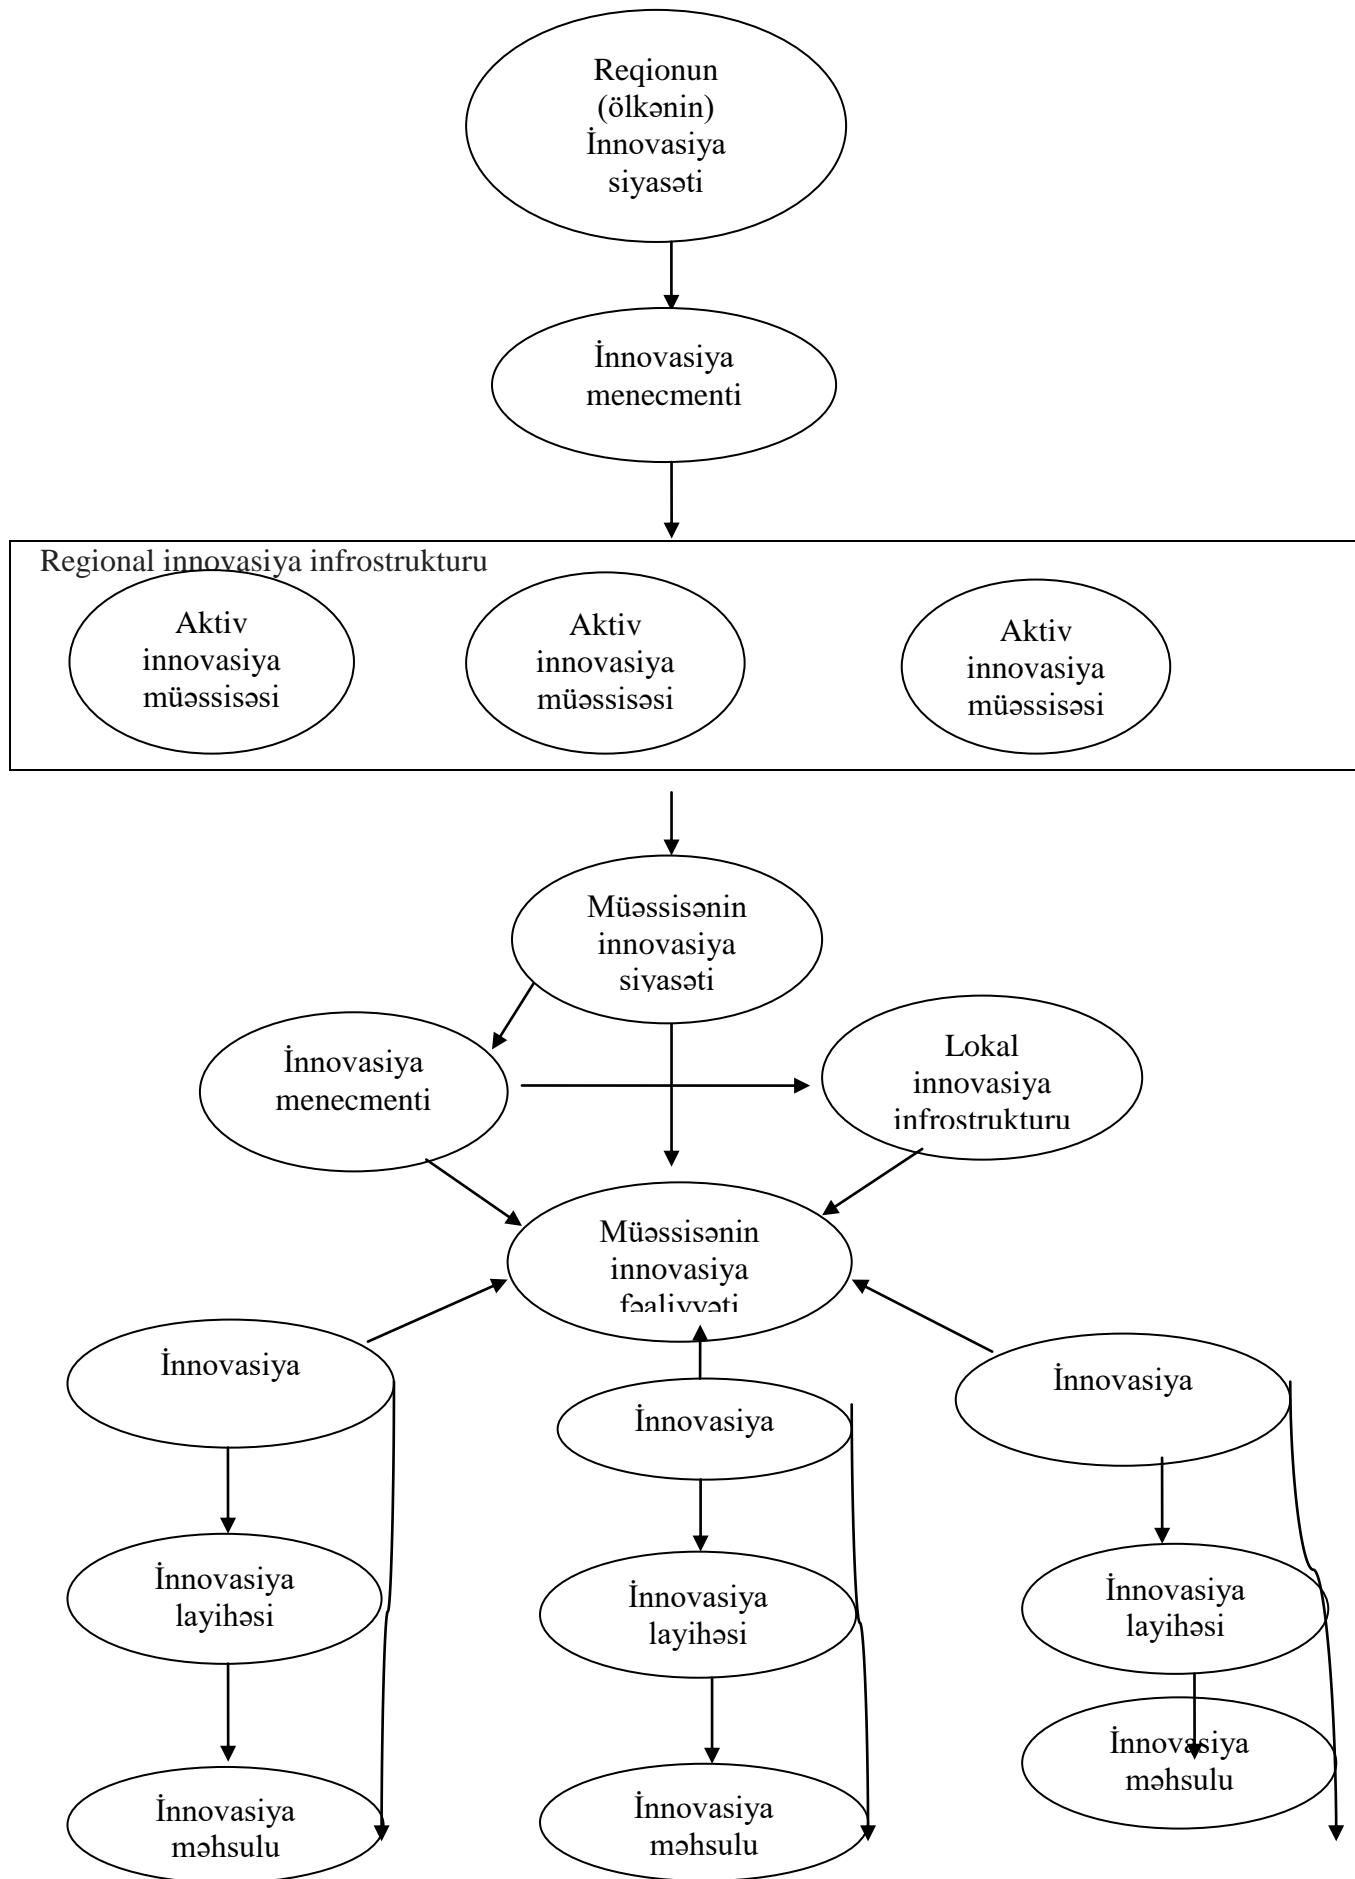 Reqionun
(ölkənin)
İnnovasiya
siyasəti
İnnovasiya
menecmenti
Regional innovasiya infrostrukturu
Aktiv
innovasiya
müəssisəsi
Aktiv
innovasiya
müəssisəsi
Aktiv
innovasiya
müəssisəsi
Müəssisənin
innovasiya
siyasəti
İnnovasiya
menecmenti
Lokal
innovasiya
infrostrukturu
Müəssisənin
innovasiya
fəaliyyəti
İnnovasiya
İnnovasiya
İnnovasiya
İnnovasiya
layihəsi
İnnovasiya
layihəsi
İnnovasiya
layihəsi
İnnovasiya
məhsulu
İnnovasiya
məhsulu
İnnovasiya
məhsulu